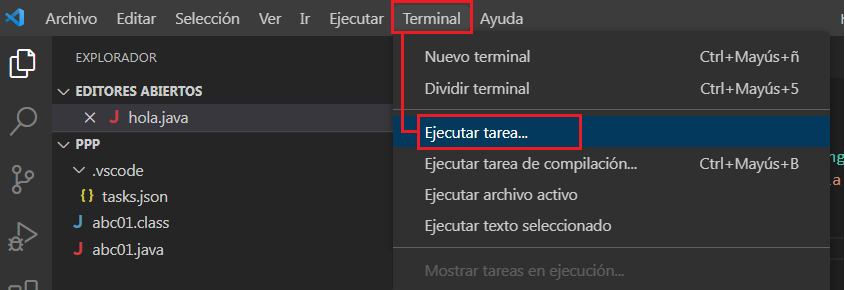 Archivo Editar Selección Ver Ir Ejecutar Terminal Ayuda
EXPLORADOR
EDITORES ABIERTOS
hola.java
PPP
.vscode
tasks.json
abc01.class
abc01.java
Nuevo terminal Ctrl+Mayús+ñ
Dividir terminal Ctrl+Mayús+5
Ejecutar tarea...
Ejecutar tarea de compilación... Ctrl+Mayús+B
Ejecutar archivo activo
Ejecutar texto seleccionado
Mostrar tareas en ejecución...
ng
la